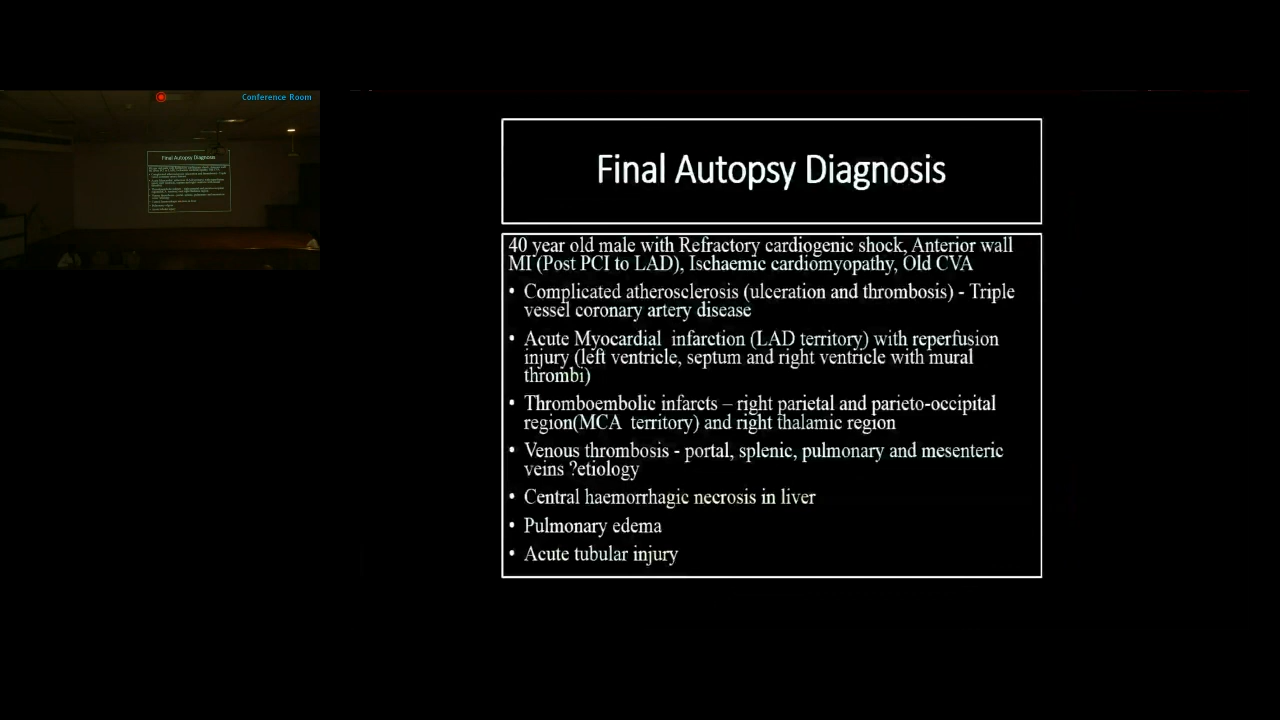 Conference Room
Final Autopsy Diagnosis
Final Autopsy Diagnosis
40 year old male with Refractory cardiogenic shock, Anterior wall
MI (Post PCI to LAD), Ischaemic cardiomyopathy, Old CVA
• Complicated atherosclerosis (ulceration and thrombosis) - Triple
vessel coronary artery disease
• Acute Myocardial infarction (LAD territory) with reperfusion
injury (left ventricle, septum and right ventricle with mural
thrombi)
• Thromboembolic infarcts – right parietal and parieto-occipital
region(MCA territory) and right thalamic region
• Venous thrombosis - portal, splenic, pulmonary and mesenteric
veins ?etiology
• Central haemorrhagic necrosis in liver
• Pulmonary edema
• Acute tubular injury